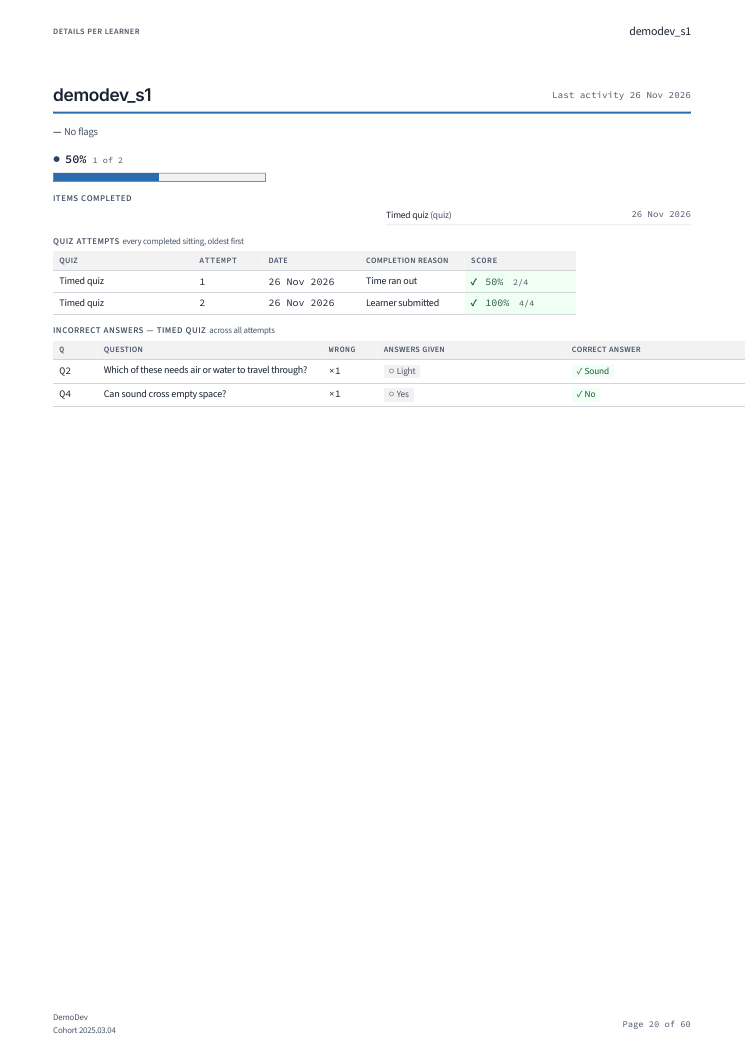 DETAILS PER LEARNER demodev_s1
demodev_s1 Last activity 26 Nov 2026
— No flags
● 50% 1 of 2
ITEMS COMPLETED
Timed quiz (quiz) 26 Nov 2026
QUIZ ATTEMPTS every completed sitting, oldest first
QUIZ ATTEMPT DATE COMPLETION REASON SCORE
Timed quiz 1 26 Nov 2026 Time ran out ✓ 50% 2/4
Timed quiz 2 26 Nov 2026 Learner submitted ✓ 100% 4/4
INCORRECT ANSWERS — TIMED QUIZ across all attempts
Q QUESTION WRONG ANSWERS GIVEN CORRECT ANSWER
Q2 Which of these needs air or water to travel through? ×1 ○ Light ✓ Sound
Q4 Can sound cross empty space? ×1 ○ Yes ✓ No
DemoDev
Cohort 2025.03.04
Page 20 of 60